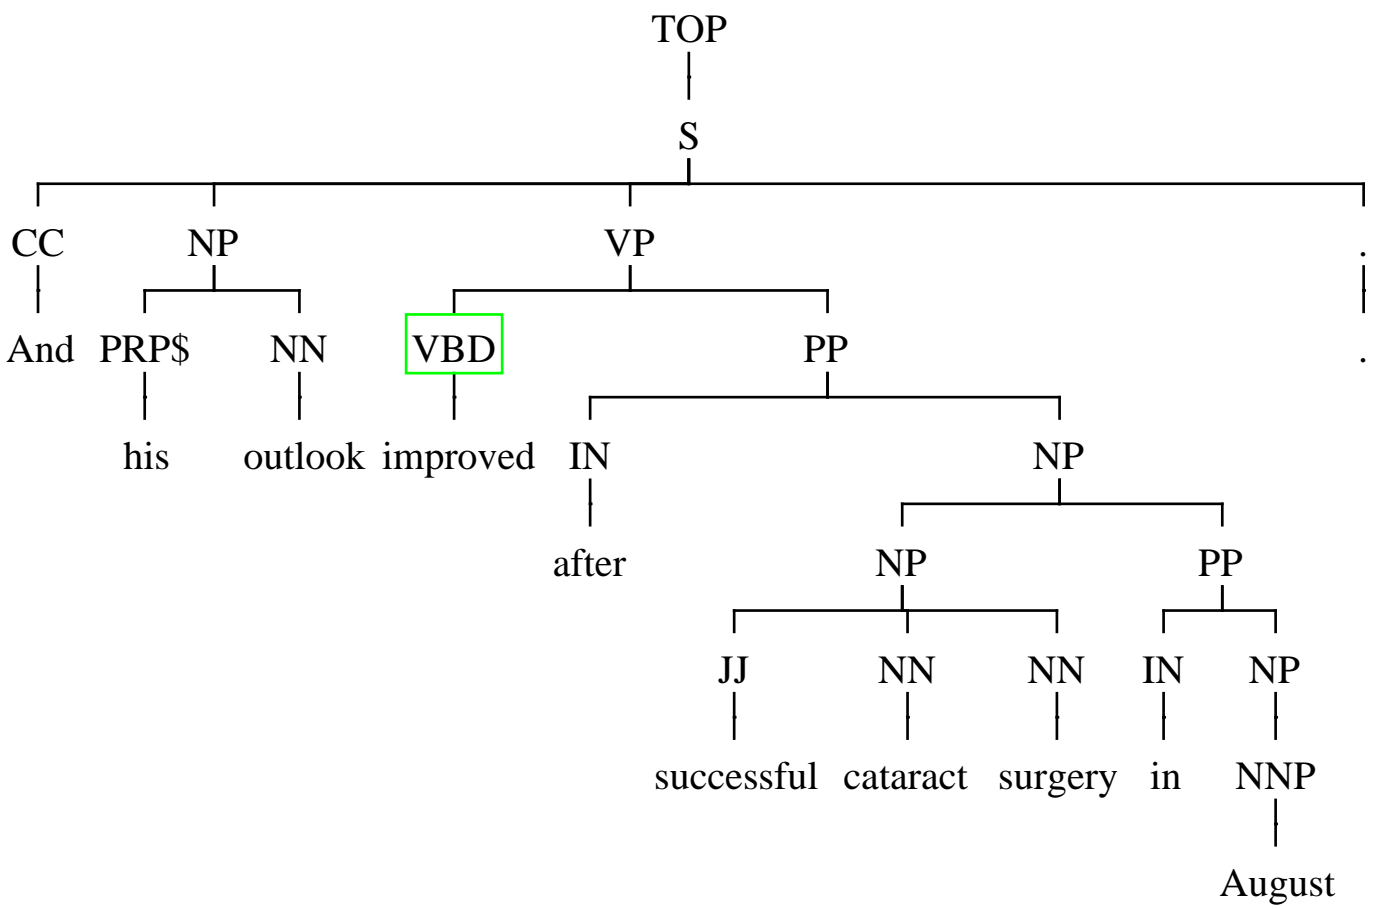 TOP
S
CC NP VP .
And PRP$ NN VBD PP .
his outlook improved IN NP
after NP PP
JJ NN NN IN NP
successful cataract surgery in NNP
August